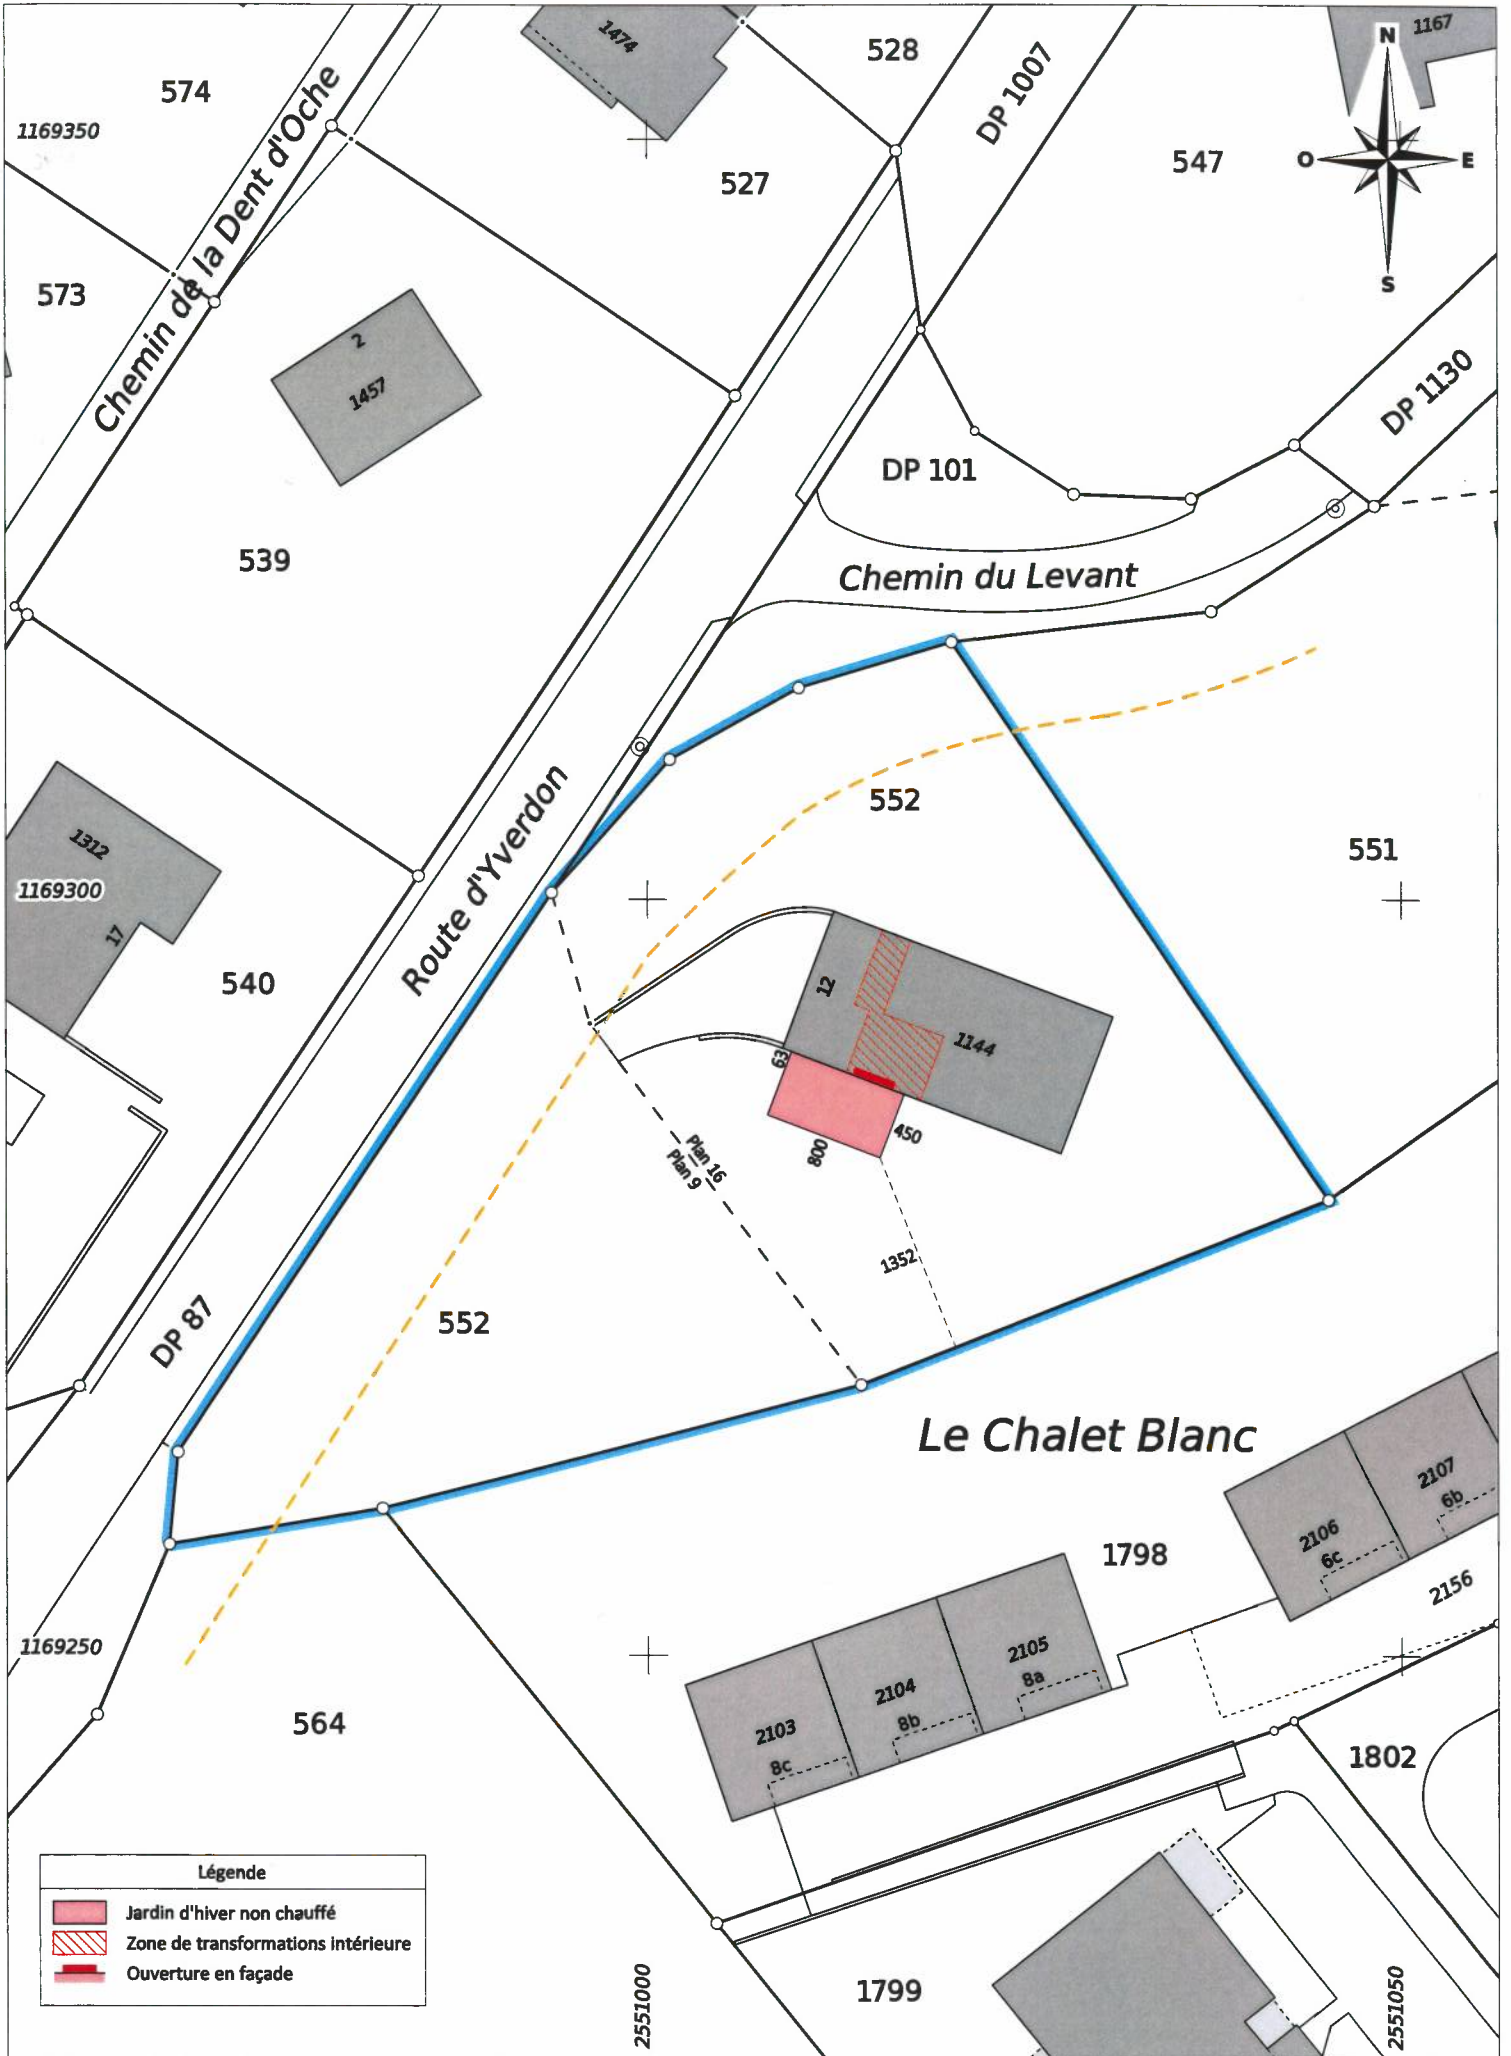 1474
528
DP 1007
1167
N
574
1169350
Chemin de la Dent d'Oche
527
547
O
E
S
573
2
1457
DP 1130
DP 101
539
Chemin du Levant
Route d'Yverdon
552
551
1312
1169300
17
540
12
1144
63
450
800
Plan 16
Plan 9
1352
552
DP 87
Le Chalet Blanc
2107
6b
2106
6c
1798
2156
1169250
2105
8a
2104
8b
2103
8c
564
1802
Légende
Jardin d'hiver non chauffé
Zone de transformations intérieure
Ouverture en façade
1799
2551000
2551050